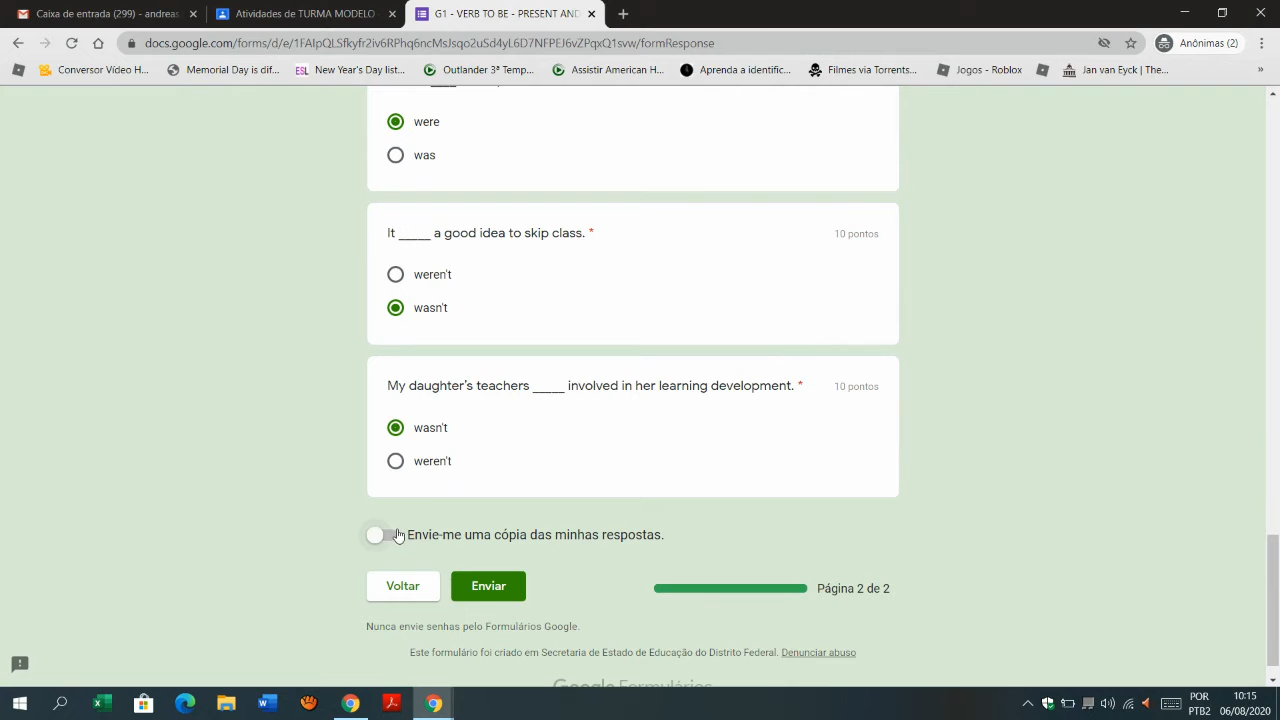 Caixa de entrada (299) - andreas
Atividades de TURMA MODELO -
G1 - VERB TO BE - PRESENT AND
docs.google.com/forms/d/e/1FAIpQLSfkyfr2iv6RPhq6ncMsJsqo2uSd4yL6D7NFPEJ6vZPqxQ1svw/formResponse
Anônimas (2)
Conversor Vídeo H...
Memorial Day is dif...
ESL New Year's Day list...
Outlander 3ª Temp...
Assistir American H...
Aprenda a identific...
Filmes via Torrents...
Jogos - Roblox
Jan van Eyck | The...
»
were
was
It _____ a good idea to skip class. *
10 pontos
weren't
wasn't
My daughter's teachers _____ involved in her learning development. *
10 pontos
wasn't
weren't
Envie-me uma cópia das minhas respostas.
Voltar
Enviar
Página 2 de 2
Nunca envie senhas pelo Formulários Google.
Este formulário foi criado em Secretaria de Estado de Educação do Distrito Federal. Denunciar abuso
Google Formulários
POR
PTB2
10:15
06/08/2020